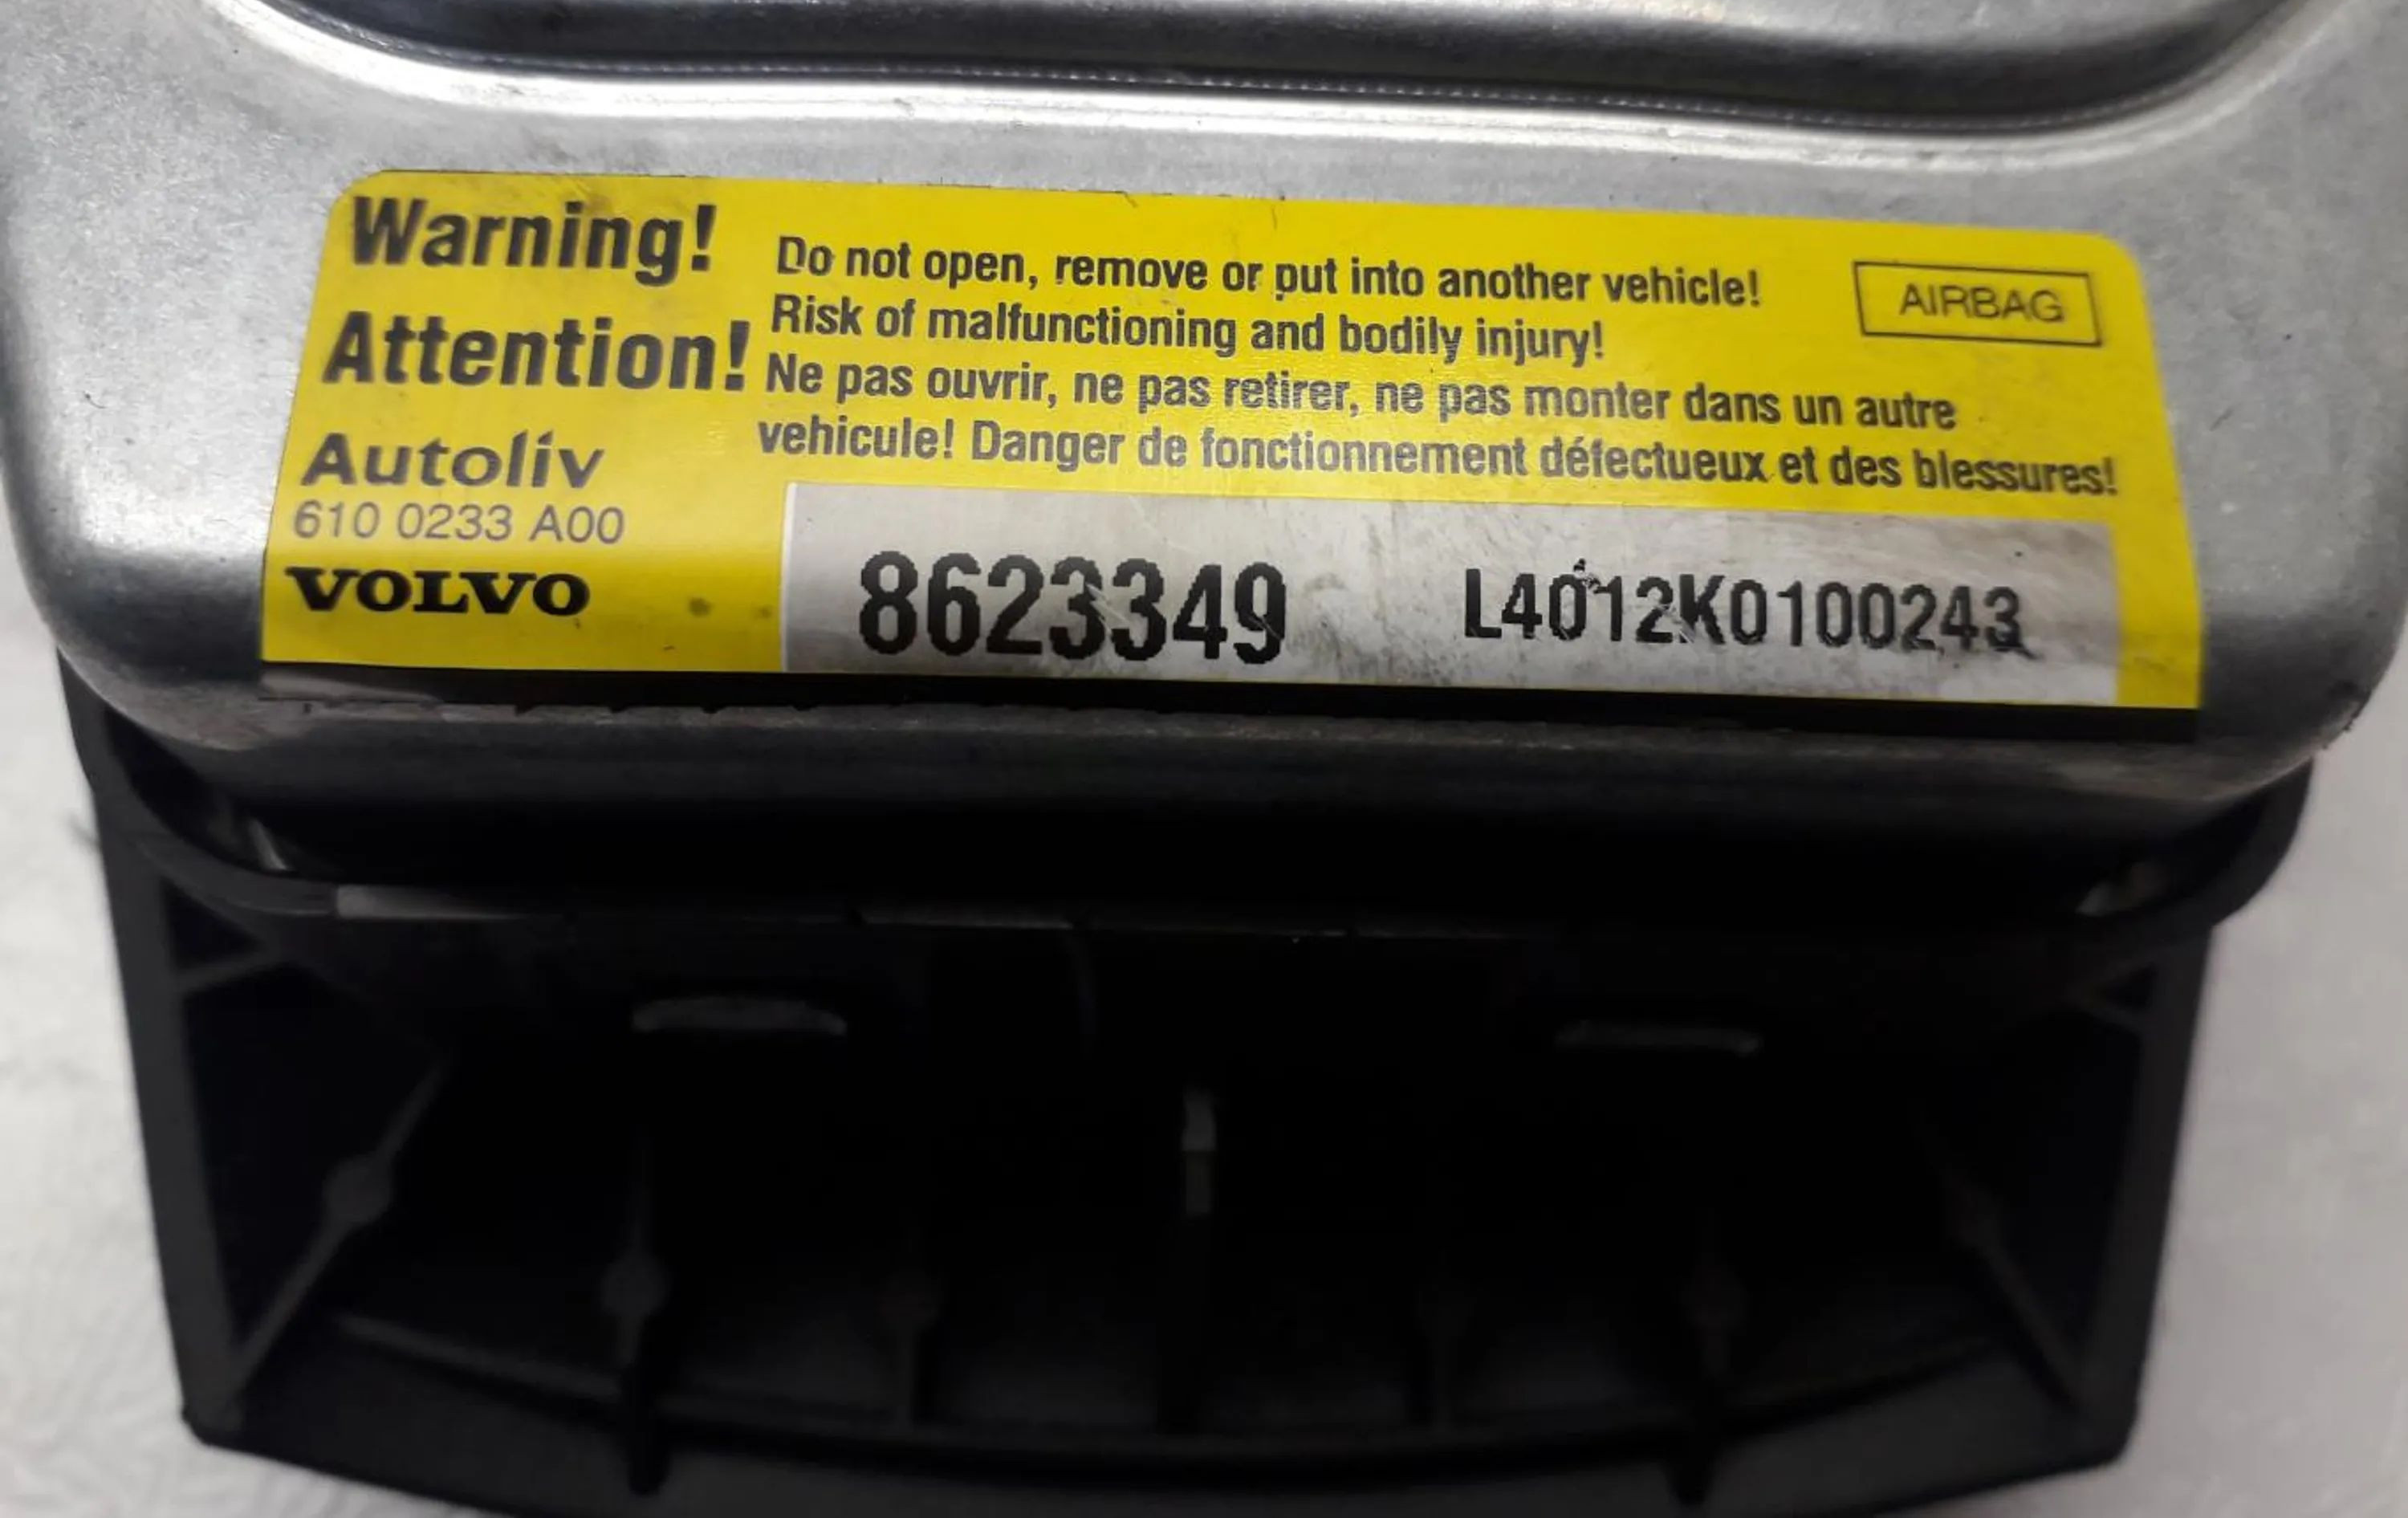 Warning!
Attention!
Do not open, remove or put into another vehicle!
Risk of malfunctioning and bodily injury!
Ne pas ouvrir, ne pas retirer, ne pas monter dans un autre
vehicule! Danger de fonctionnement défectueux et des blessures!
AIRBAG
Autoliv
610 0233 A00
VOLVO
8623349
L4012K0100243